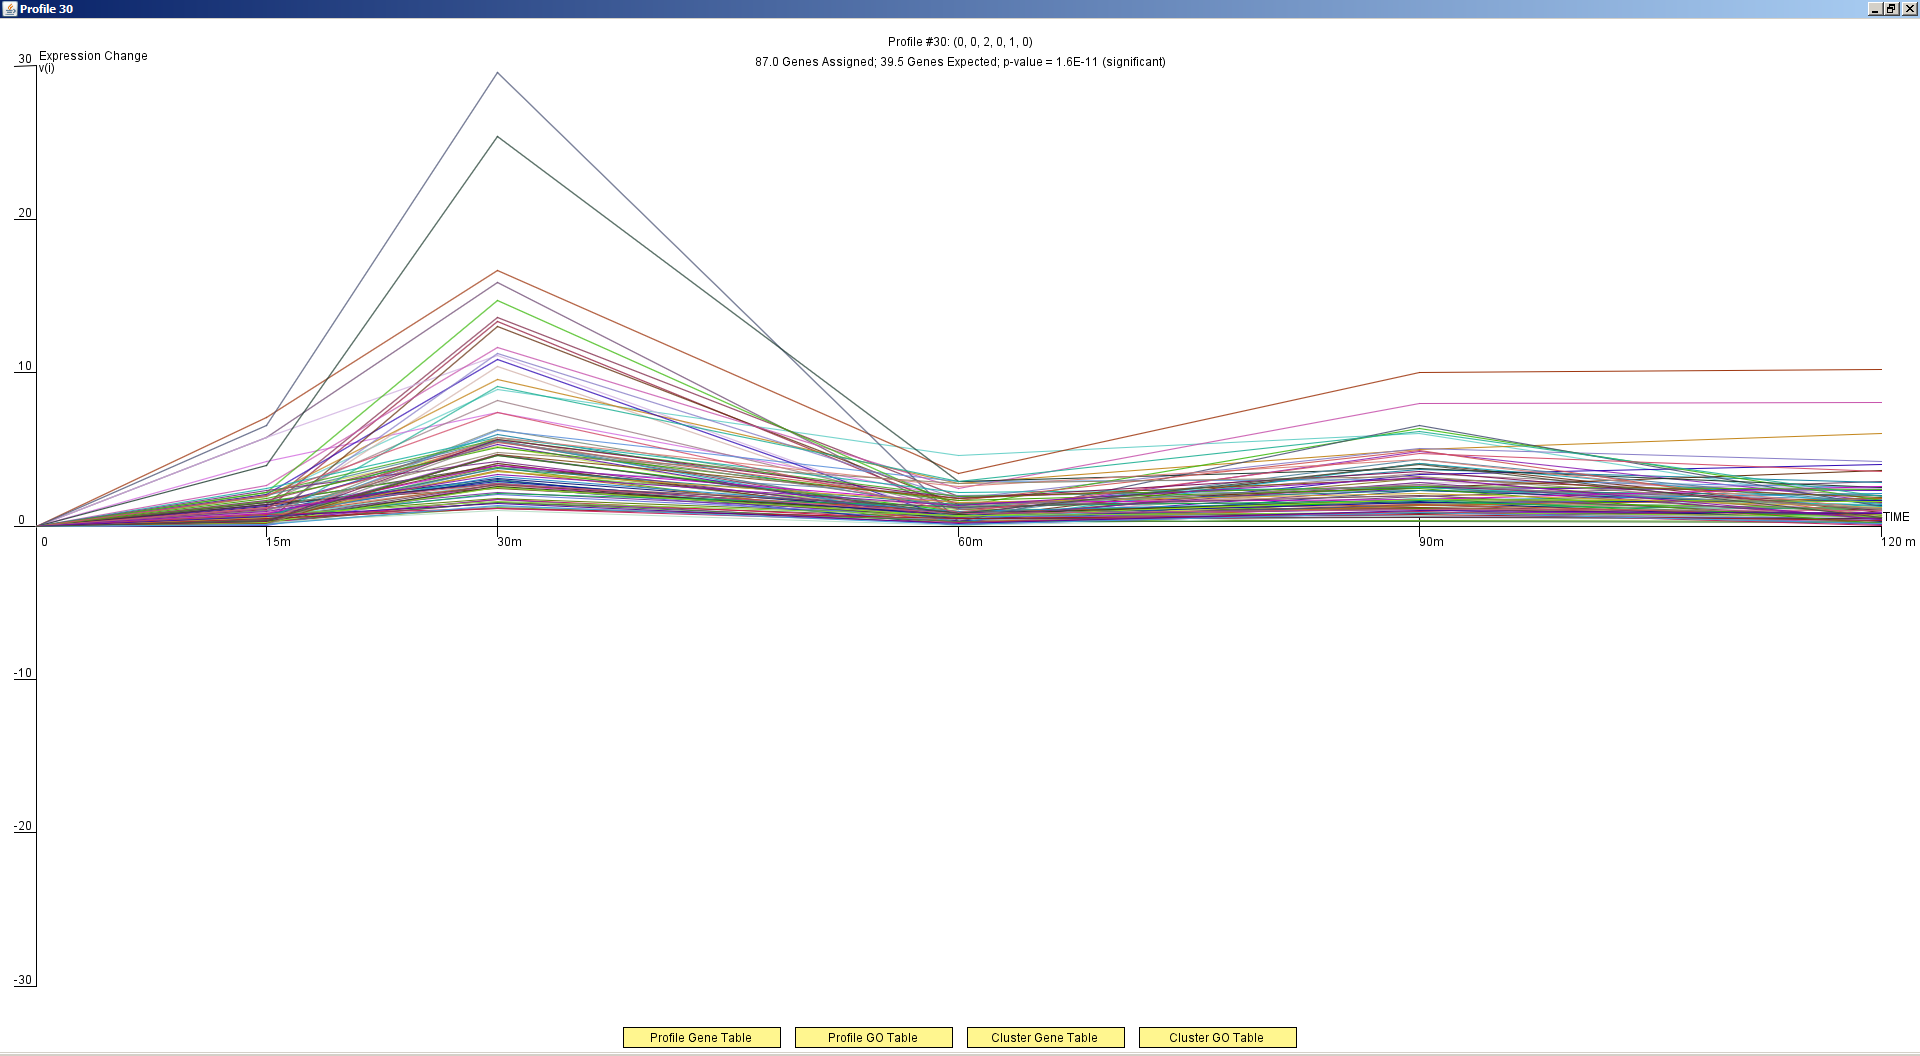 Profile 30
Profile #30: (0, 0, 2, 0, 1, 0)
87.0 Genes Assigned; 39.5 Genes Expected; p-value = 1.6E-11 (significant)
Expression Change
v(i)
30
20
10
0
-10
-20
-30
0 15m 30m 60m 90m 120 m
TIME
Profile Gene Table Profile GO Table Cluster Gene Table Cluster GO Table